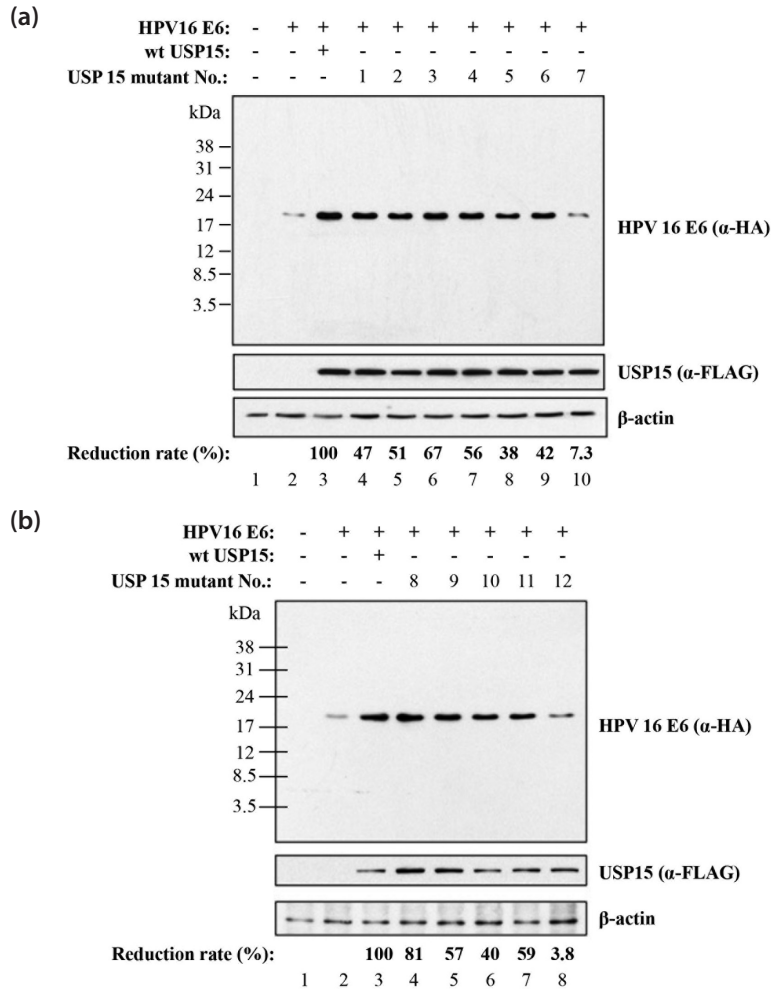 (a)
HPV16 E6: - + + + + + + + + +
wt USP15: - - + - - - - - - -
USP 15 mutant No.: - - - 1 2 3 4 5 6 7
kDa
38
31
24
17
12
8.5
3.5
HPV 16 E6 (α-HA)
USP15 (α-FLAG)
β-actin
Reduction rate (%): 100 47 51 67 56 38 42 7.3
1 2 3 4 5 6 7 8 9 10
(b)
HPV16 E6: - + + + + + + +
wt USP15: - - + - - - - -
USP 15 mutant No.: - - - 8 9 10 11 12
kDa
38
31
24
17
12
8.5
3.5
HPV 16 E6 (α-HA)
USP15 (α-FLAG)
β-actin
Reduction rate (%): 100 81 57 40 59 3.8
1 2 3 4 5 6 7 8